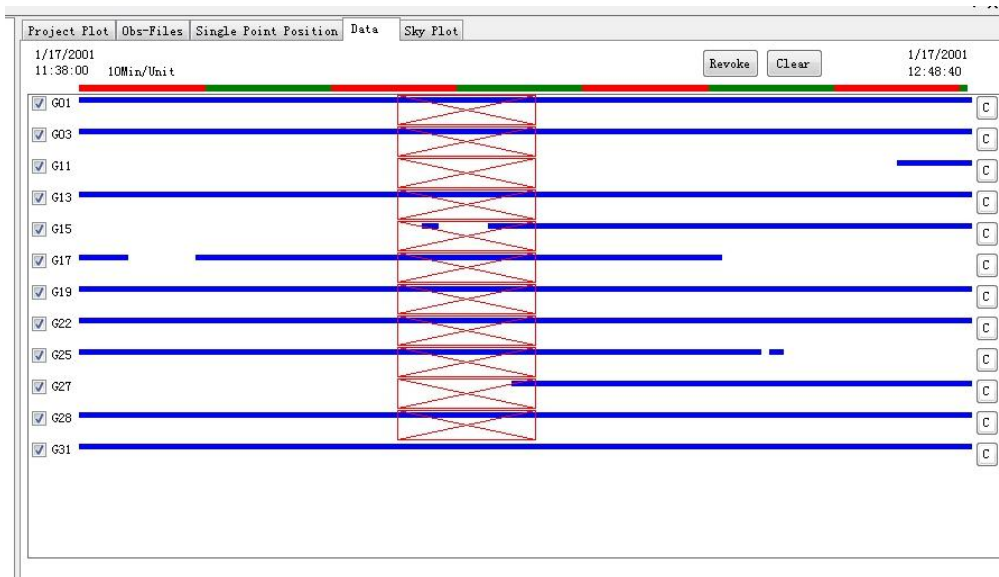 Project Plot Obs-Files Single Point Position Data Sky Plot
1/17/2001 1/17/2001
11:38:00 10Min/Unit Revoke Clear 12:48:40
G01 C
G03 C
G11 C
G13 C
G15 C
G17 C
G19 C
G22 C
G25 C
G27 C
G28 C
G31 C